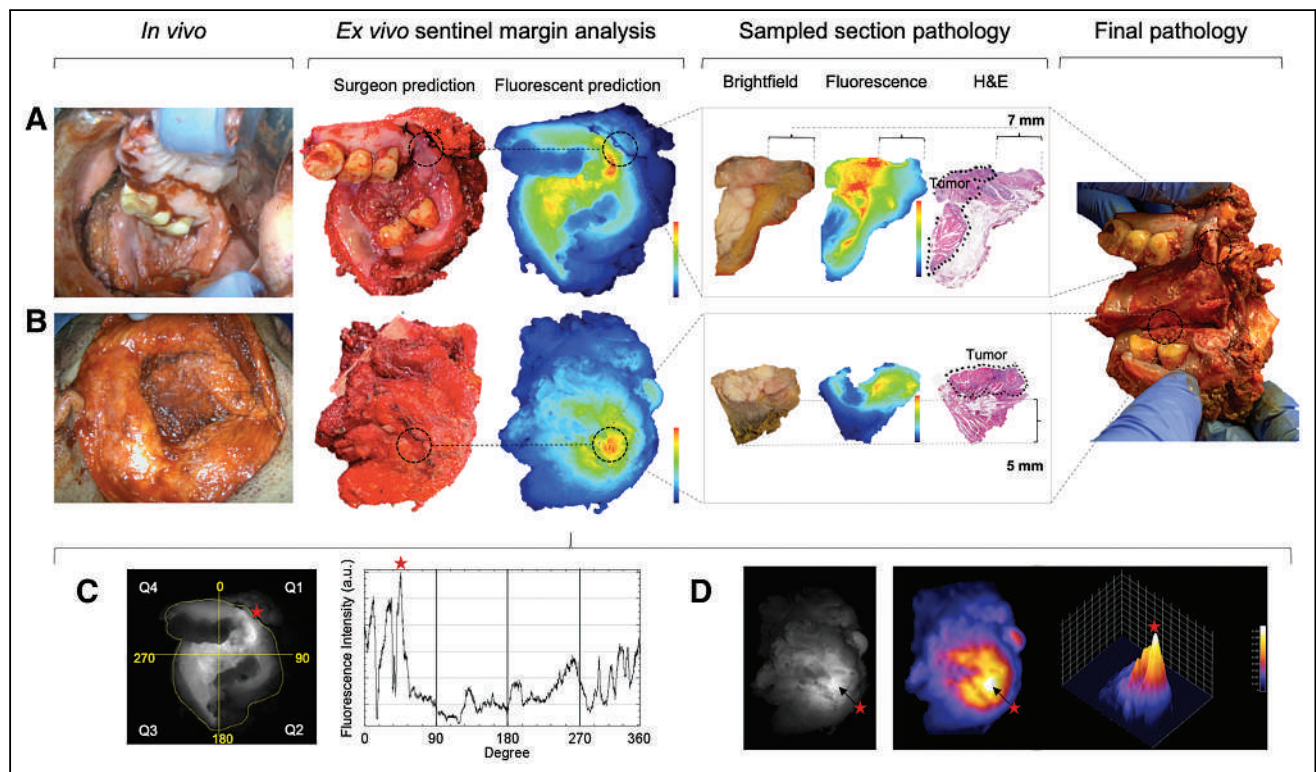 In vivo
Ex vivo sentinel margin analysis
Sampled section pathology
Final pathology
Surgeon prediction
Fluorescent prediction
Brightfield
Fluorescence
H&E
A
7 mm
Tumor
B
Tumor
5 mm
C
Q4
0
Q1
270
90
Q3
180
Q2
Fluorescence Intensity (a.u.)
0 90 180 270 360
Degree
D